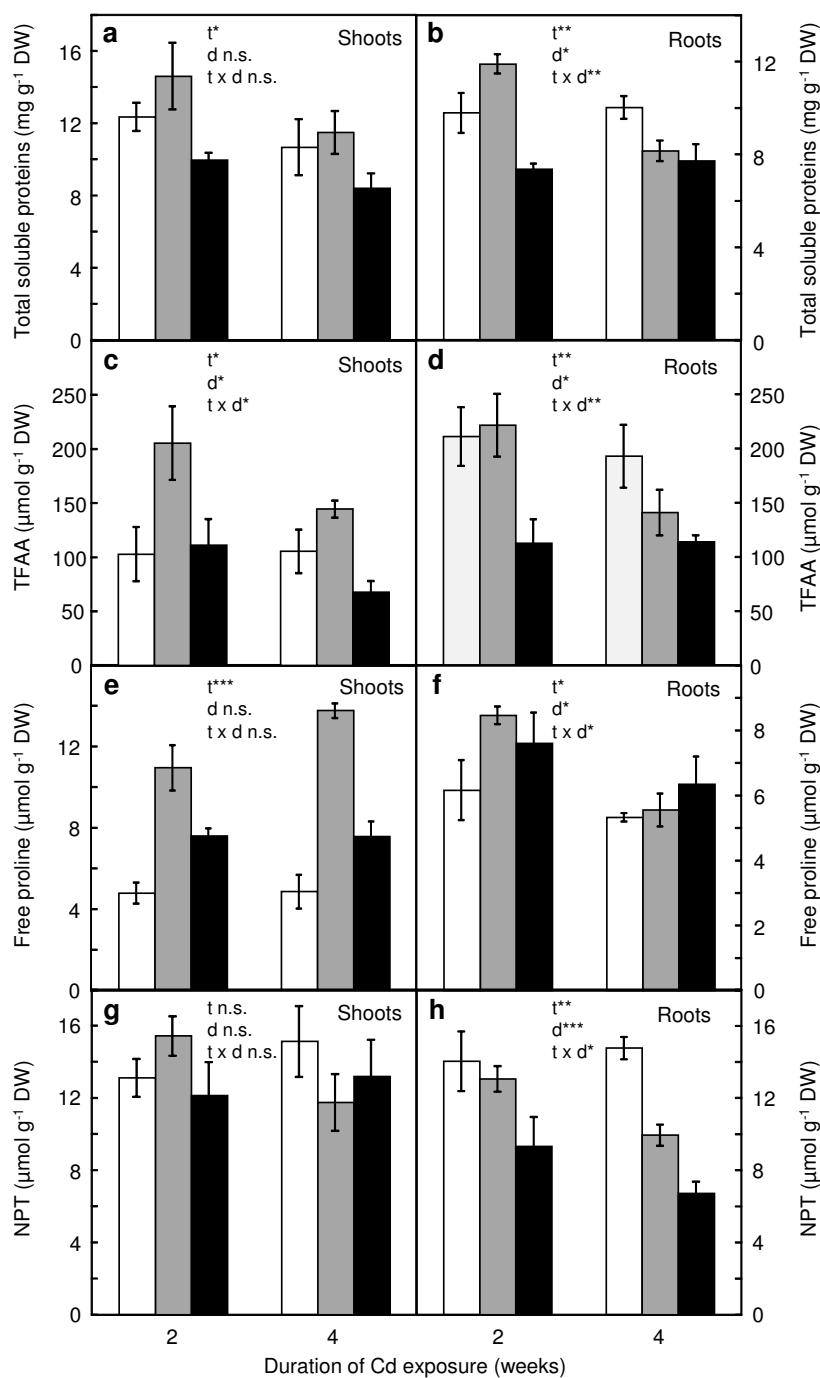 a
t*
d n.s.
t x d n.s.
Shoots
16
12
8
4
0
Total soluble proteins (mg g⁻¹ DW)
b
t**
d*
t x d**
Roots
12
8
4
0
Total soluble proteins (mg g⁻¹ DW)
c
t*
d*
t x d*
Shoots
250
200
150
100
50
0
TFAA (µmol g⁻¹ DW)
d
t**
d*
t x d**
Roots
250
200
150
100
50
0
TFAA (µmol g⁻¹ DW)
e
t***
d n.s.
t x d n.s.
Shoots
12
8
4
0
Free proline (µmol g⁻¹ DW)
f
t*
d*
t x d*
Roots
8
6
4
2
0
Free proline (µmol g⁻¹ DW)
g
t n.s.
d n.s.
t x d n.s.
Shoots
16
12
8
4
0
NPT (µmol g⁻¹ DW)
h
t**
d***
t x d*
Roots
16
12
8
4
0
NPT (µmol g⁻¹ DW)
2 4 2 4
Duration of Cd exposure (weeks)